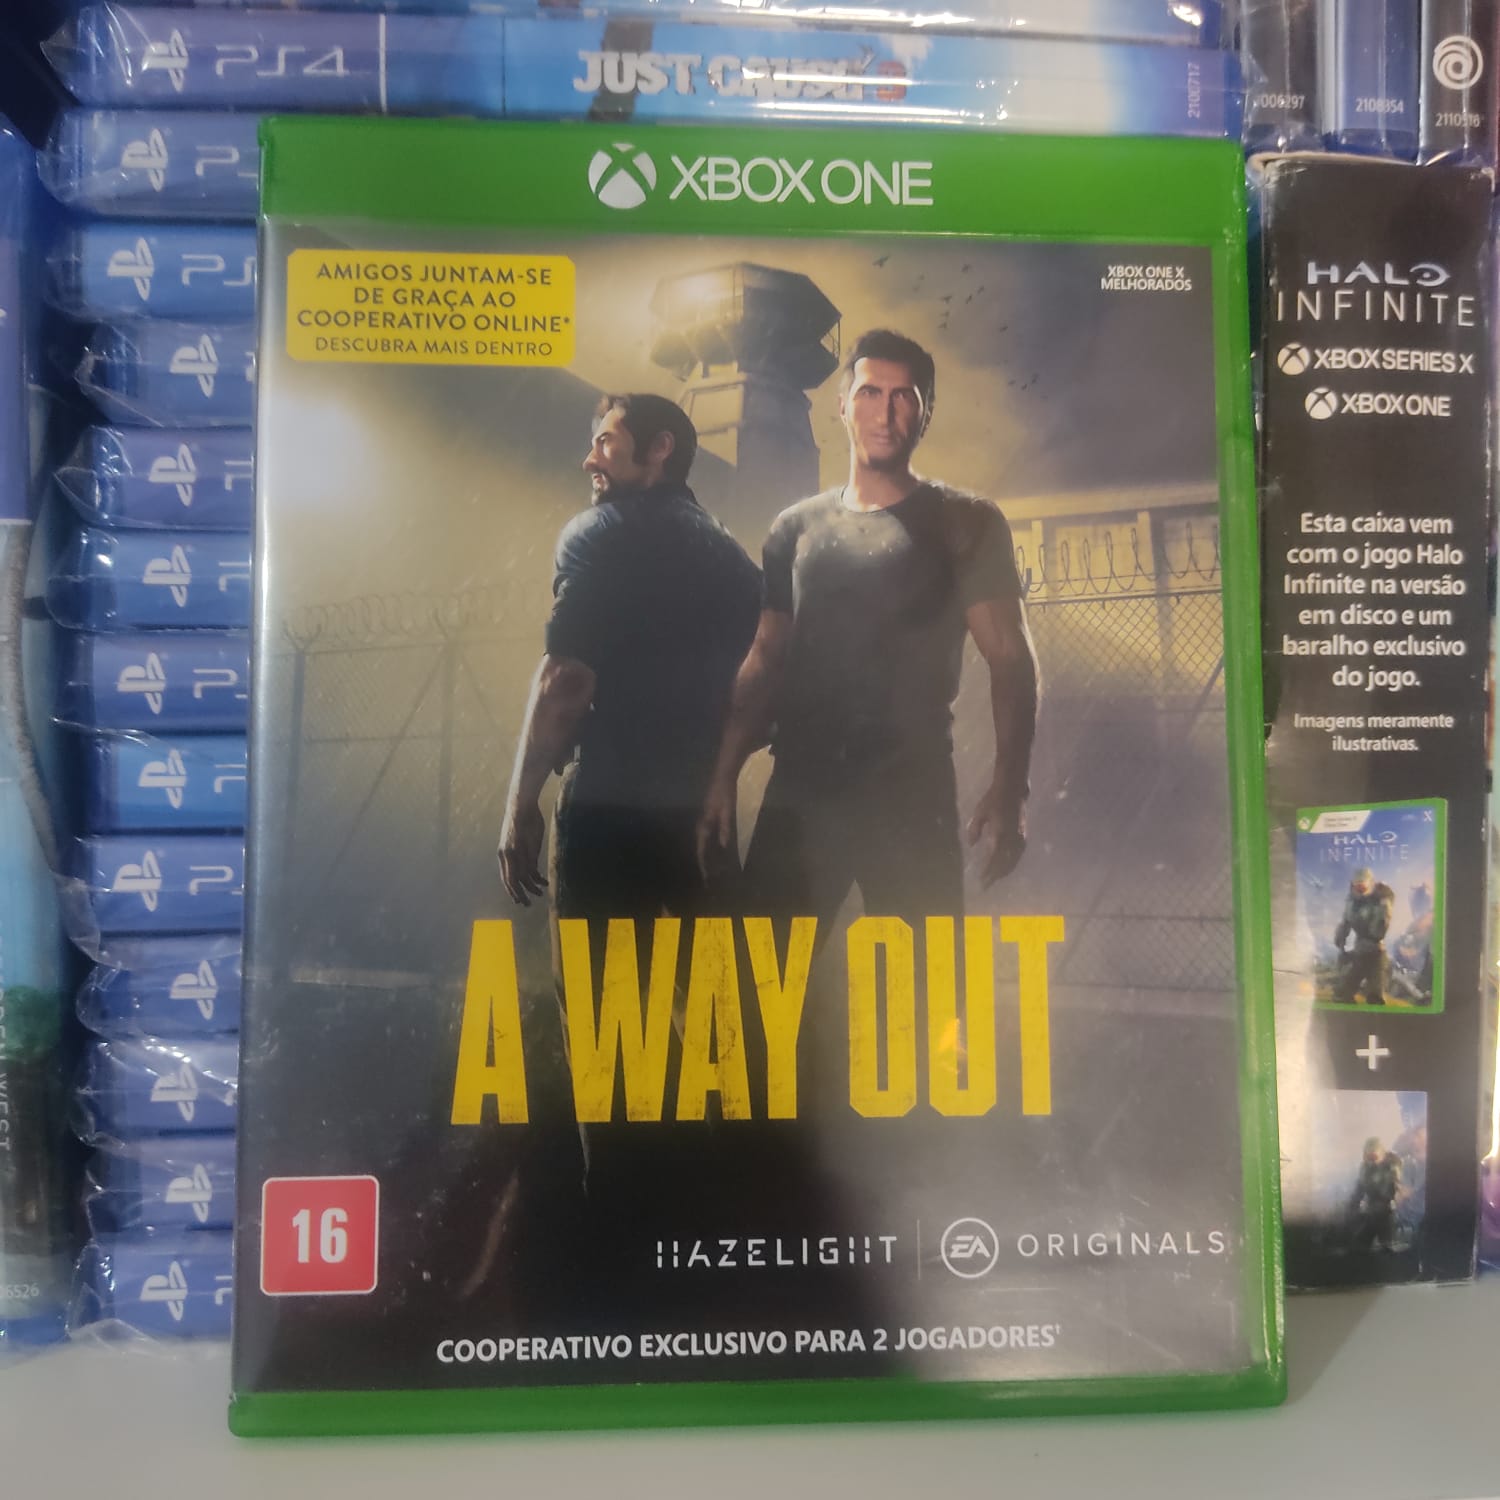 PS4
JUST CAUSE 3
2100717
2108354
XBOX ONE
AMIGOS JUNTAM-SE
DE GRAÇA AO
COOPERATIVO ONLINE*
DESCUBRA MAIS DENTRO
XBOX ONE X
MELHORADOS
A WAY OUT
16
HAZELIGHT
EA ORIGINALS
COOPERATIVO EXCLUSIVO PARA 2 JOGADORES†
HALO
INFINITE
XBOX SERIES X
XBOX ONE
Esta caixa vem
com o jogo Halo
Infinite na versão
em disco e um
baralho exclusivo
do jogo.
Imagens meramente
ilustrativas.
HALO
INFINITE
+